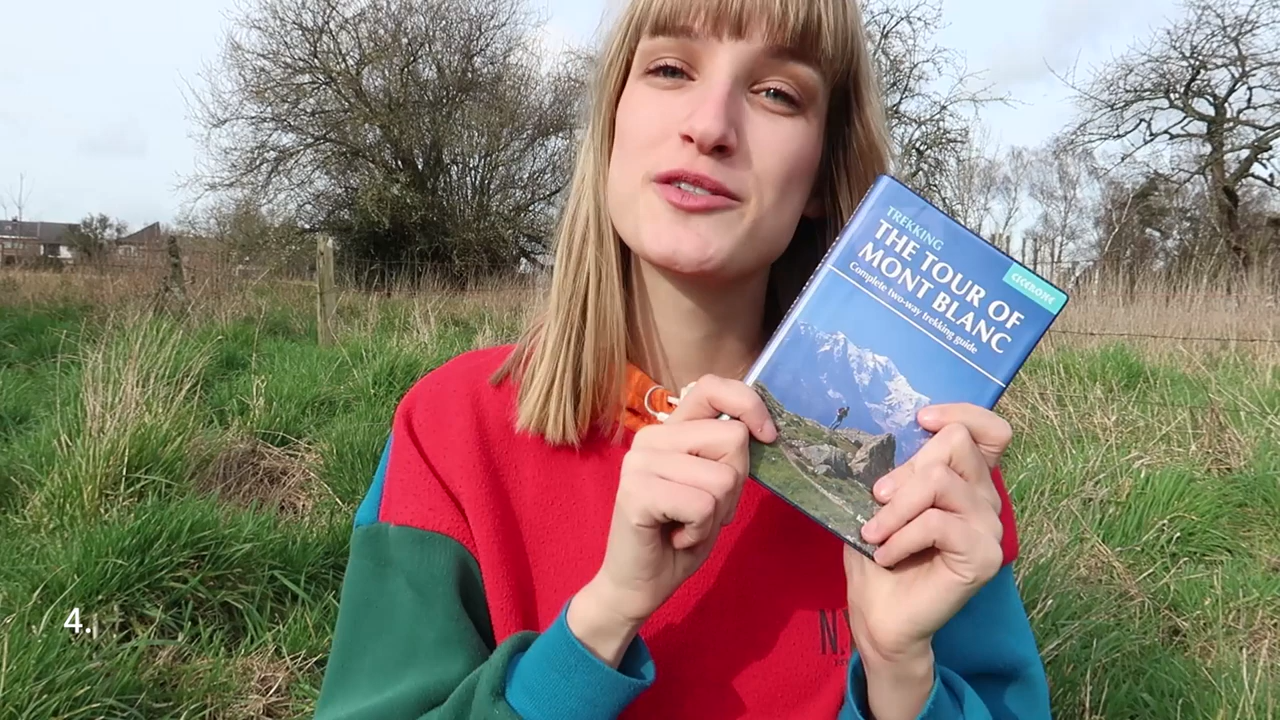 TREKKING
THE TOUR OF
MONT BLANC
Complete two-way trekking guide
CICERONE
4.